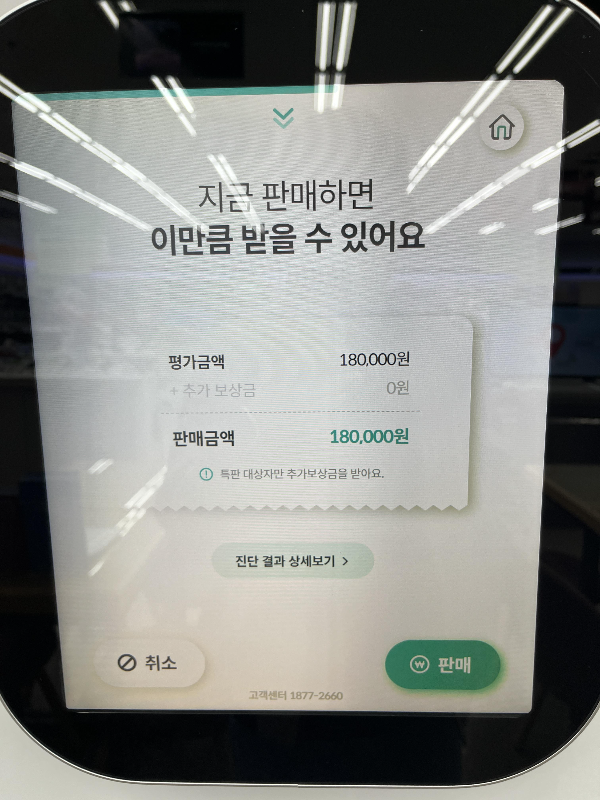 지금 판매하면
이만큼 받을 수 있어요
평가금액 180,000원
+ 추가 보상금 0원
판매금액 180,000원
특판 대상자만 추가보상금을 받아요.
진단 결과 상세보기 >
취소
판매
고객센터 1877-2660